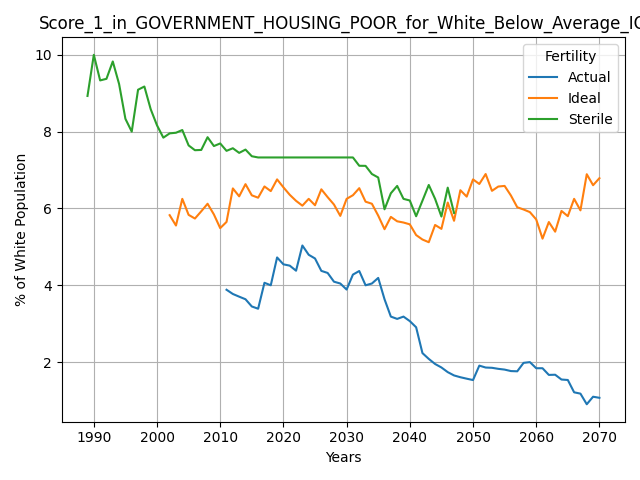 Score_1_in_GOVERNMENT_HOUSING_POOR_for_White_Below_Average_IQ
Fertility
Actual
Ideal
Sterile
% of White Population
10
8
6
4
2
1990 2000 2010 2020 2030 2040 2050 2060 2070
Years